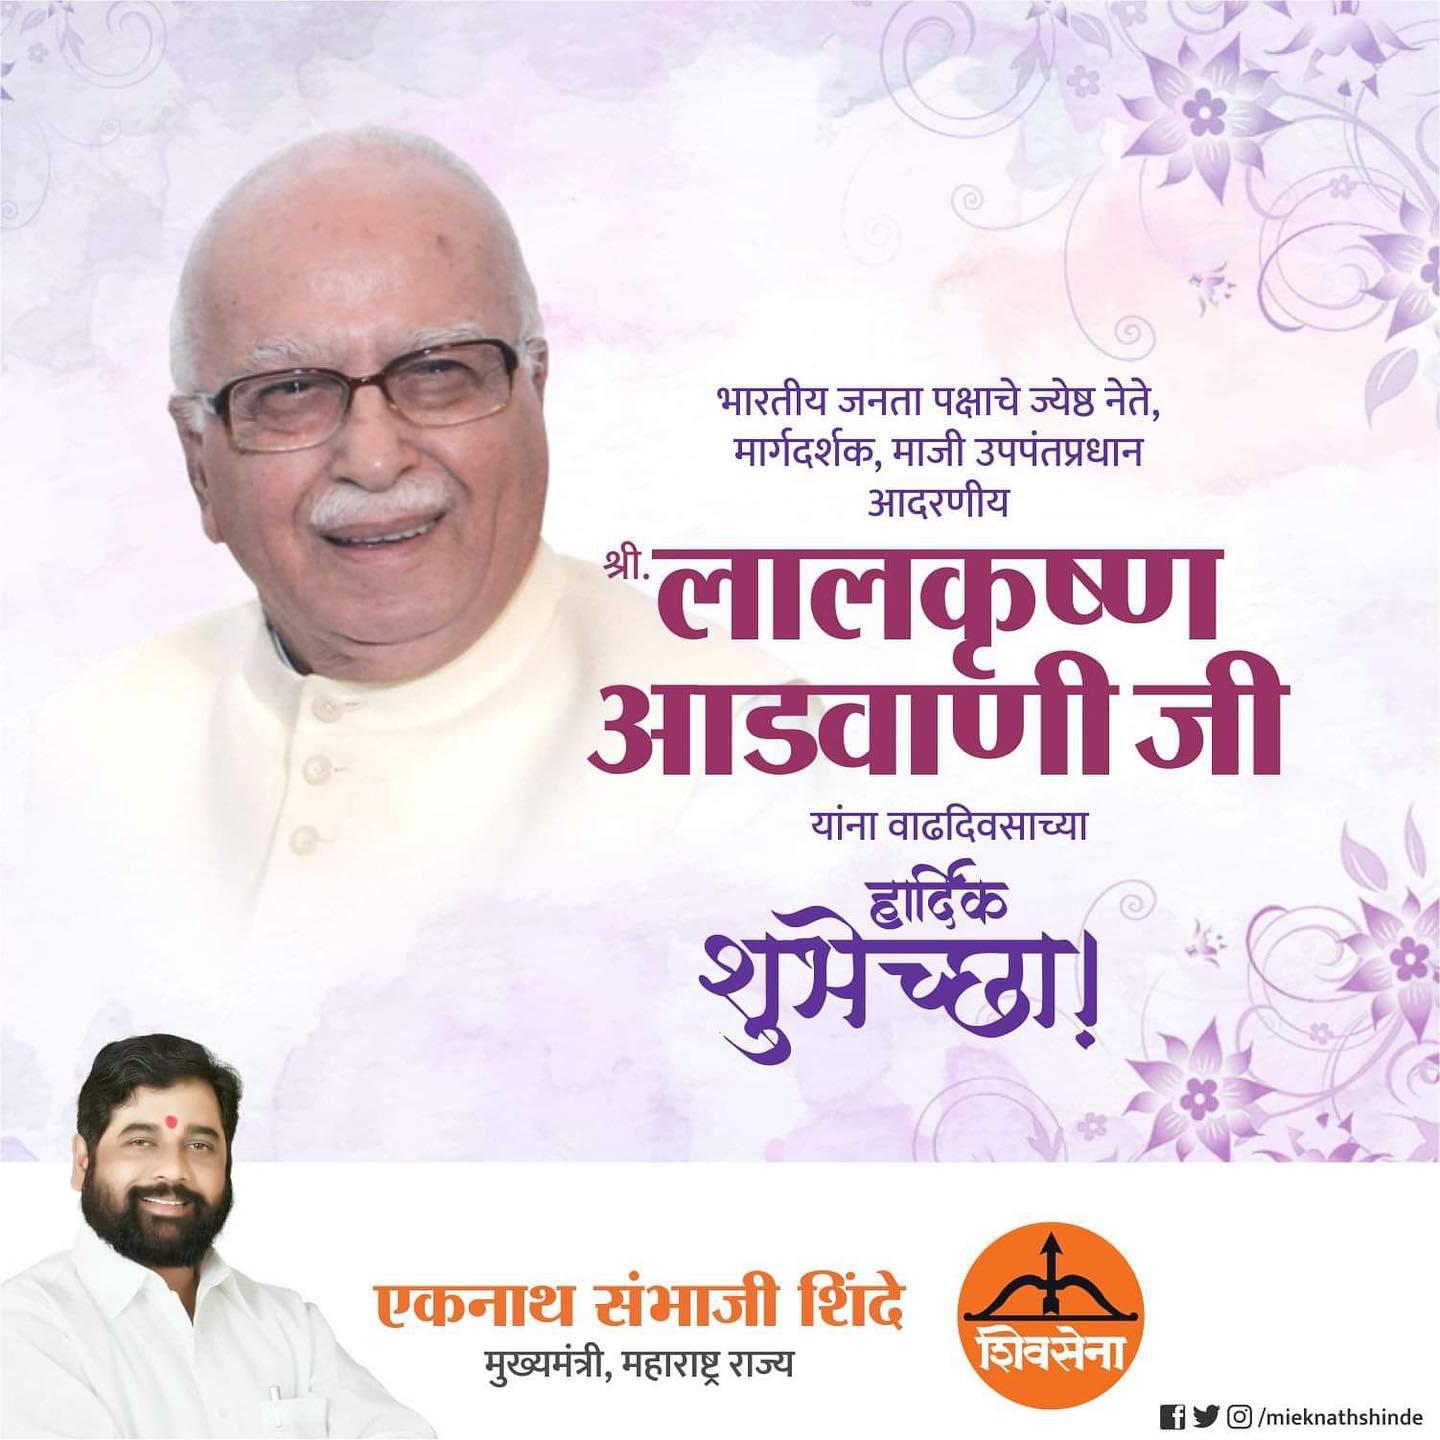 भारतीय जनता पक्षाचे ज्येष्ठ नेते,
मार्गदर्शक, माजी उपपंतप्रधान
आदरणीय
श्री. लालकृष्ण
आडवाणी जी
यांना वाढदिवसाच्या
हार्दिक
शुभेच्छा!
एकनाथ संभाजी शिंदे
मुख्यमंत्री, महाराष्ट्र राज्य
शिवसेना
/mieknathshinde